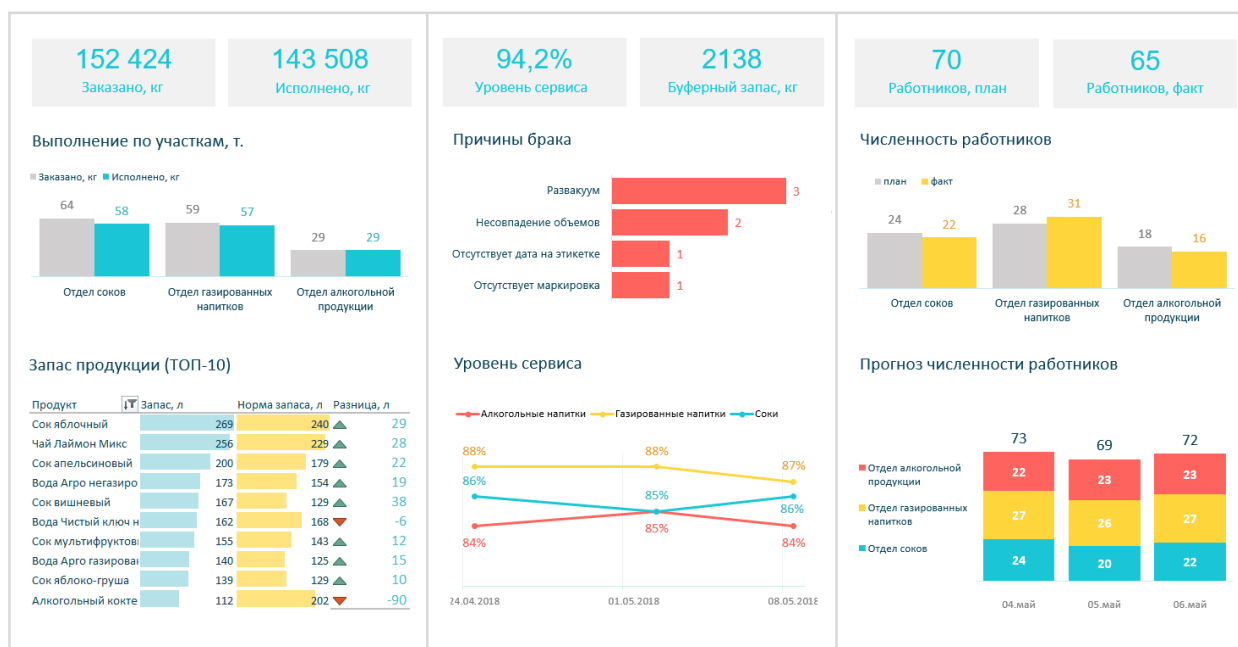 152 424
Заказано, кг
143 508
Исполнено, кг
Выполнение по участкам, т.
Заказано, кг Исполнено, кг
64 58 59 57 29 29
Отдел соков
Отдел газированных
напитков
Отдел алкогольной
продукции
Запас продукции (ТОП-10)
Продукт Запас, л Норма запаса, л Разница, л
Сок яблочный 269 240 29
Чай Лаймон Микс 256 229 28
Сок апельсиновый 200 179 22
Вода Агро негазиро 173 154 19
Сок вишневый 167 129 38
Вода Чистый ключ н 162 168 -6
Сок мультифруктов 155 143 12
Вода Арго газирова 140 125 15
Сок яблоко-груша 139 129 10
Алкогольный кокте 112 202 -90
94,2%
Уровень сервиса
2138
Буферный запас, кг
Причины брака
Развакуум 3
Несовпадение объемов 2
Отсутствует дата на этикетке 1
Отсутствует маркировка 1
Уровень сервиса
Алкогольные напитки Газированные напитки Соки
88% 88% 87%
86% 85% 86%
84% 85% 84%
24.04.2018 01.05.2018 08.05.2018
70
Работников, план
65
Работников, факт
Численность работников
план факт
24 22 28 31 18 16
Отдел соков
Отдел газированных
напитков
Отдел алкогольной
продукции
Прогноз численности работников
Отдел алкогольной
продукции
Отдел газированных
напитков
Отдел соков
73 69 72
22 23 23
27 26 27
24 20 22
04.май 05.май 06.май